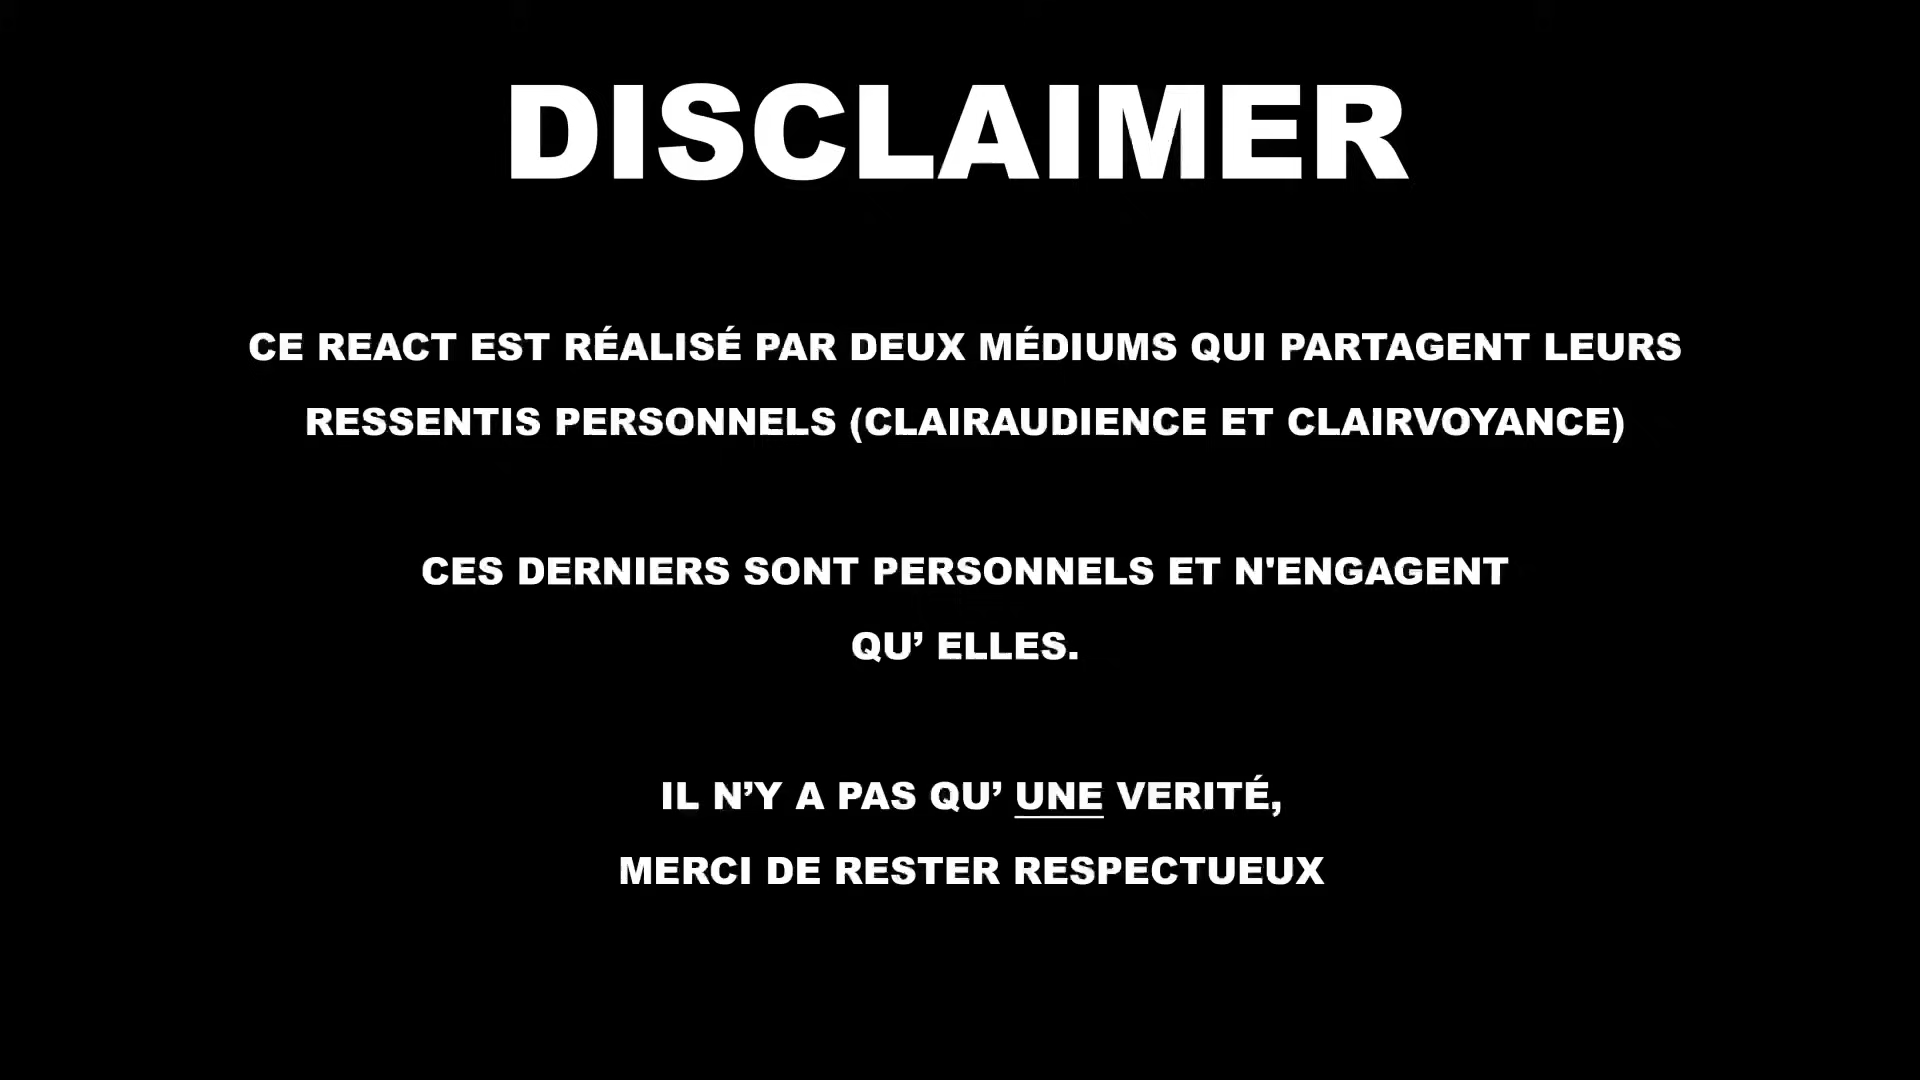 DISCLAIMER
CE REACT EST RÉALISÉ PAR DEUX MÉDIUMS QUI PARTAGENT LEURS
RESSENTIS PERSONNELS (CLAIRAUDIENCE ET CLAIRVOYANCE)
CES DERNIERS SONT PERSONNELS ET N'ENGAGENT
QU’ ELLES.
IL N’Y A PAS QU’ UNE VERITÉ,
MERCI DE RESTER RESPECTUEUX